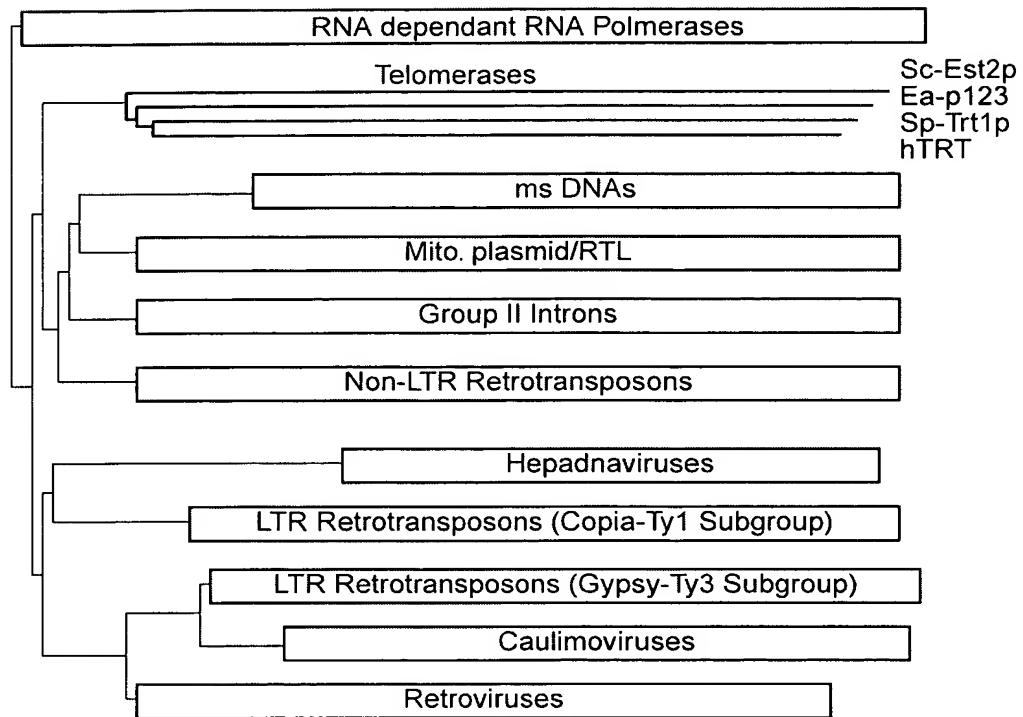 RNA dependant RNA Polmerases
Telomerases
Sc-Est2p
Ea-p123
Sp-Trt1p
hTRT
ms DNAs
Mito. plasmid/RTL
Group II Introns
Non-LTR Retrotransposons
Hepadnaviruses
LTR Retrotransposons (Copia-Ty1 Subgroup)
LTR Retrotransposons (Gypsy-Ty3 Subgroup)
Caulimoviruses
Retroviruses